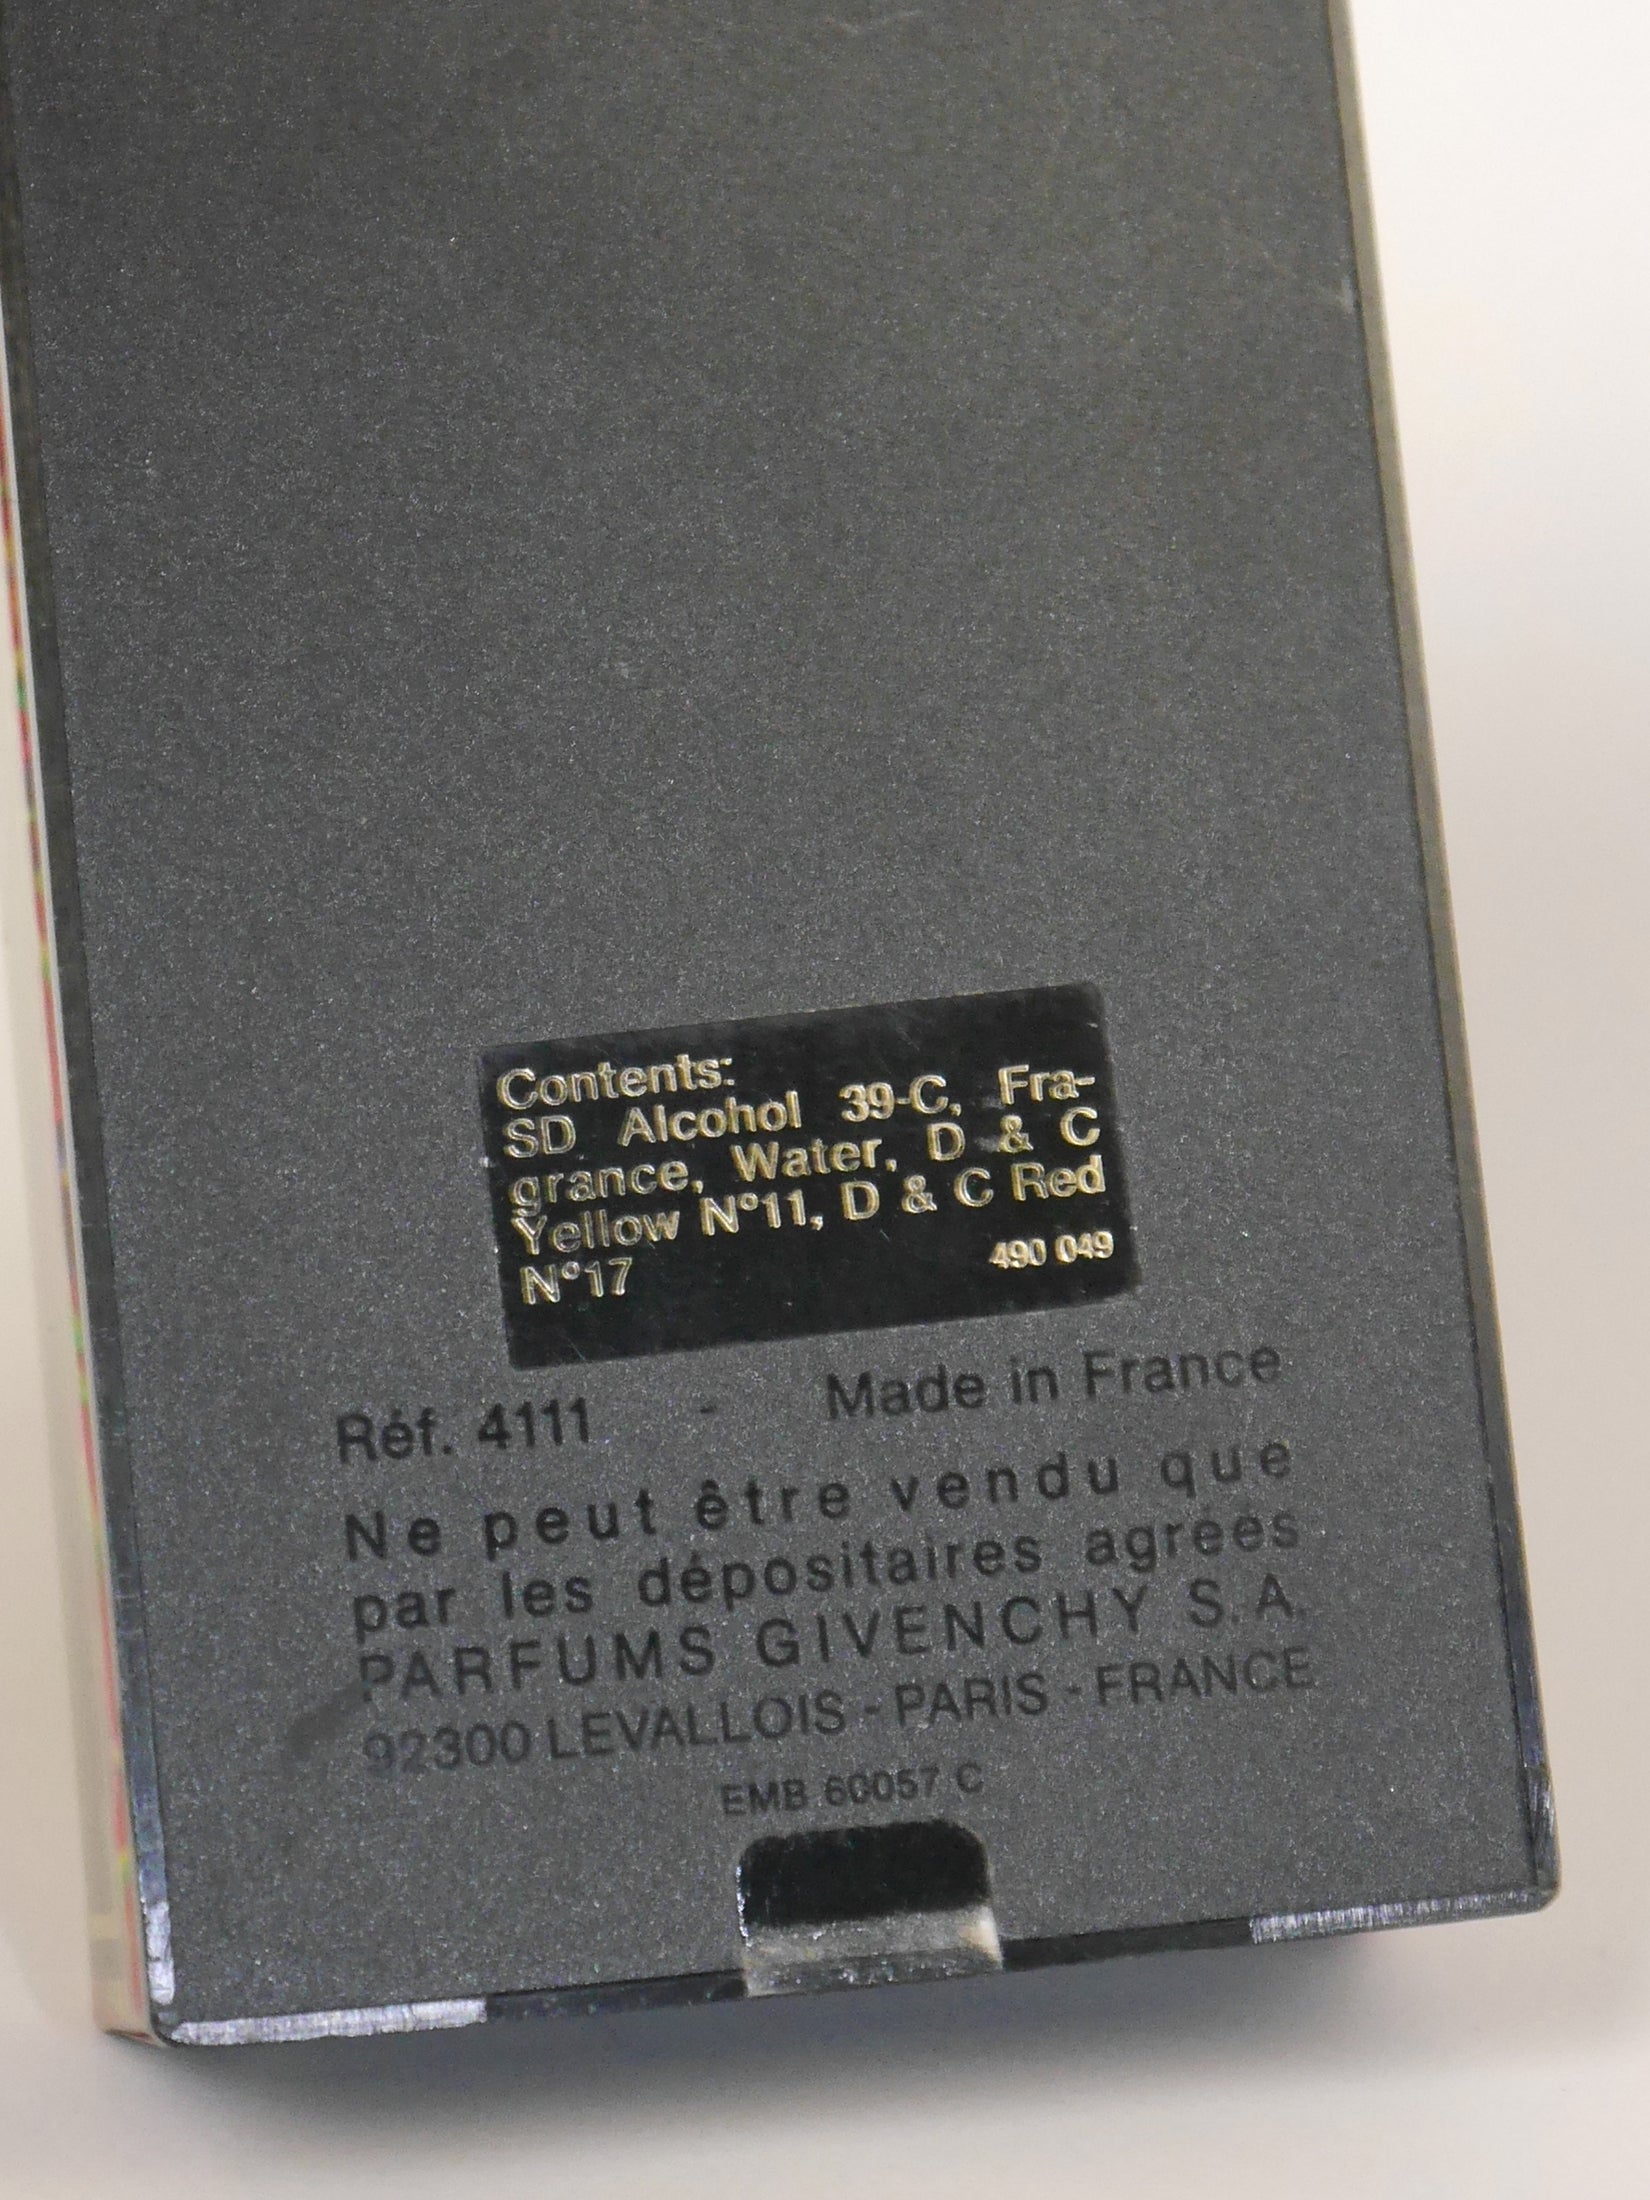 Contents:
SD Alcohol 39-C, Fra-
grance, Water, D & C
Yellow N°11, D & C Red
N°17 490 049
Réf. 4111 - Made in France
Ne peut être vendu que
par les dépositaires agréés
PARFUMS GIVENCHY S.A.
92300 LEVALLOIS - PARIS - FRANCE
EMB 60057 C